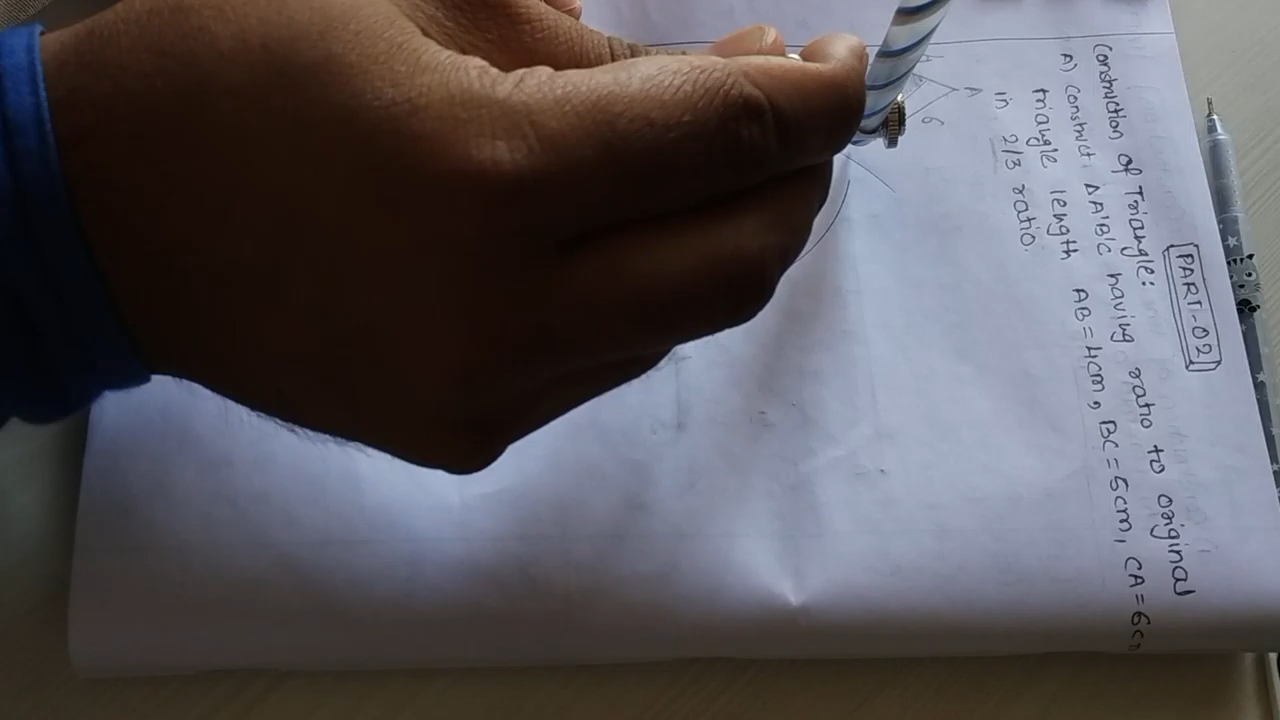 PART-02
Construction of Triangle:
A) Construct ΔA'B'C having ratio to original
triangle length AB=4cm, BC=5cm, CA=6c
in 2/3 ratio.
A
6